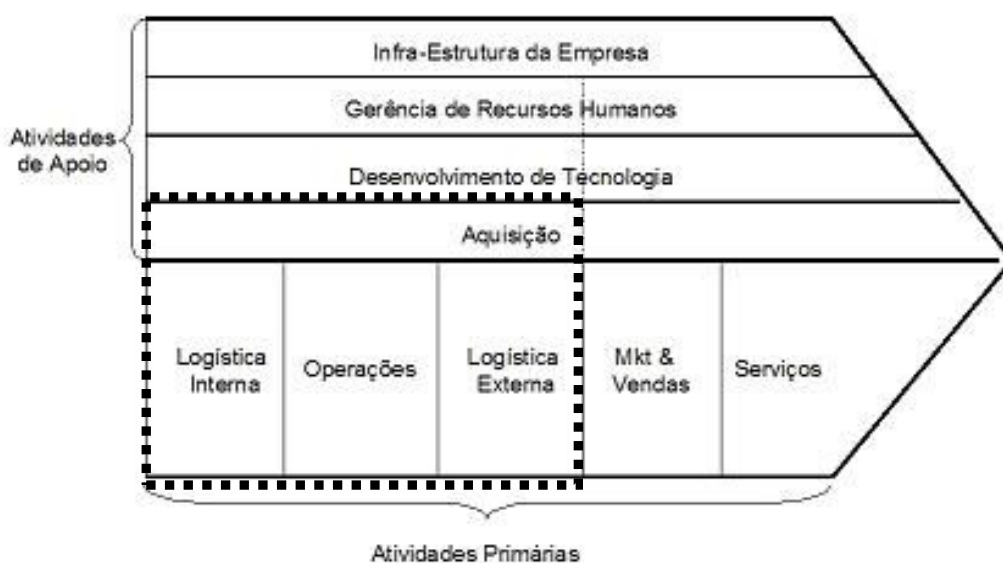 Infra-Estrutura da Empresa
Gerência de Recursos Humanos
Atividades
de Apoio
Desenvolvimento de Tecnologia
Aquisição
Logística
Interna
Operações
Logística
Externa
Mkt &
Vendas
Serviços
Atividades Primárias